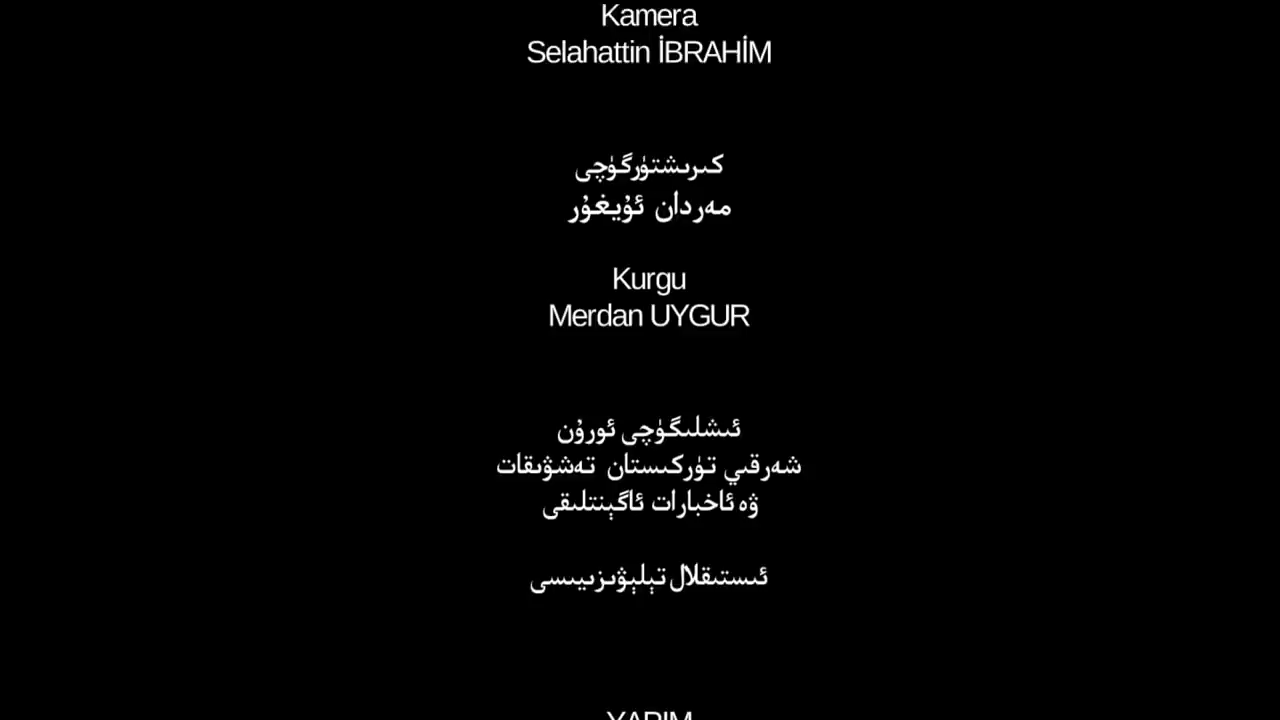 Kamera
Selahattin İBRAHİM
كىرىشتۈرگۈچى
مەردان ئۇيغۇر
Kurgu
Merdan UYGUR
ئىشلىگۈچى ئورۇن
شەرقىي تۈركىستان تەشۋىقات
ۋە ئاخبارات ئاگېنتلىقى
ئىستىقلال تېلېۋىزىيىسى
YAPIM